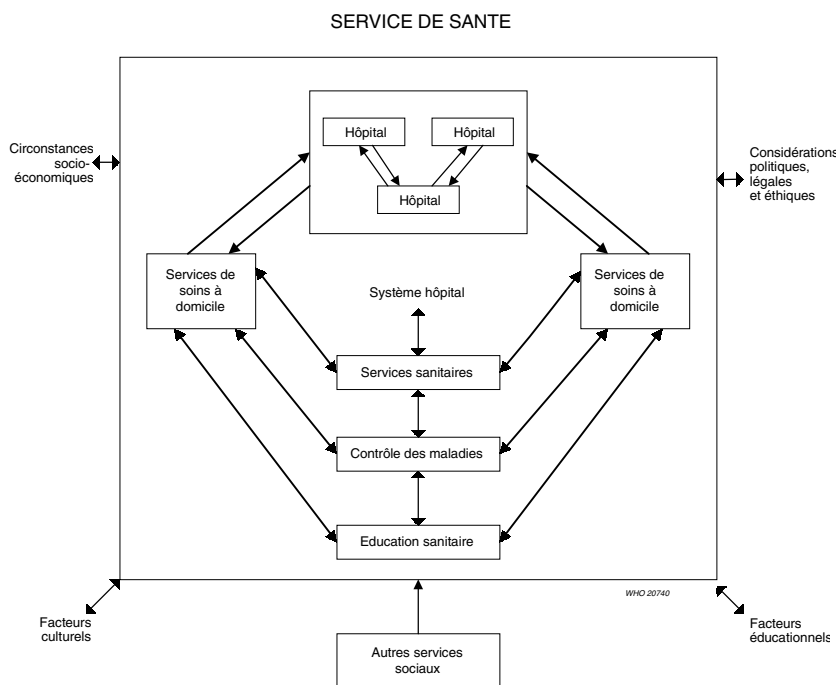 SERVICE DE SANTE
Hôpital
Hôpital
Hôpital
Circonstances
socio-
économiques
Considérations
politiques,
légales
et éthiques
Services de
soins à
domicile
Système hôpital
Services de
soins à
domicile
Services sanitaires
Contrôle des maladies
Education sanitaire
WHO 20740
Facteurs
culturels
Autres services
sociaux
Facteurs
éducationnels